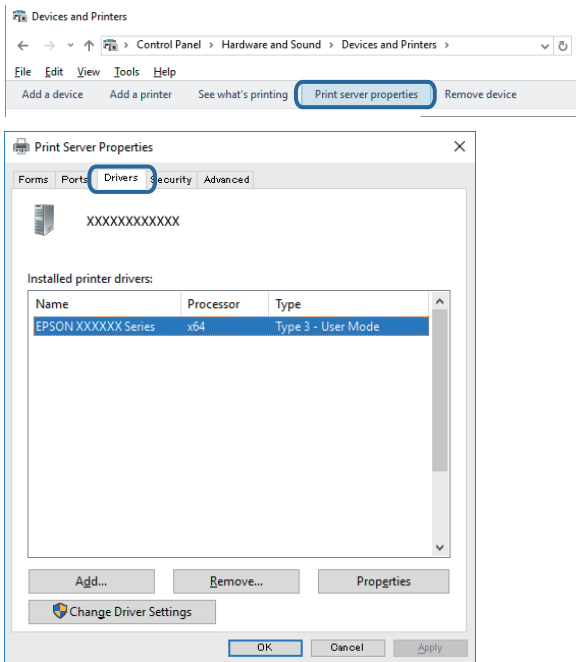 Devices and Printers
Control Panel > Hardware and Sound > Devices and Printers >
File Edit View Tools Help
Add a device Add a printer See what's printing Print server properties Remove device
Print Server Properties
Forms Ports Drivers Security Advanced
XXXXXXXXXXXX
Installed printer drivers:
Name Processor Type
EPSON XXXXXX Series x64 Type 3 - User Mode
Add... Remove... Properties
Change Driver Settings
OK Cancel Apply